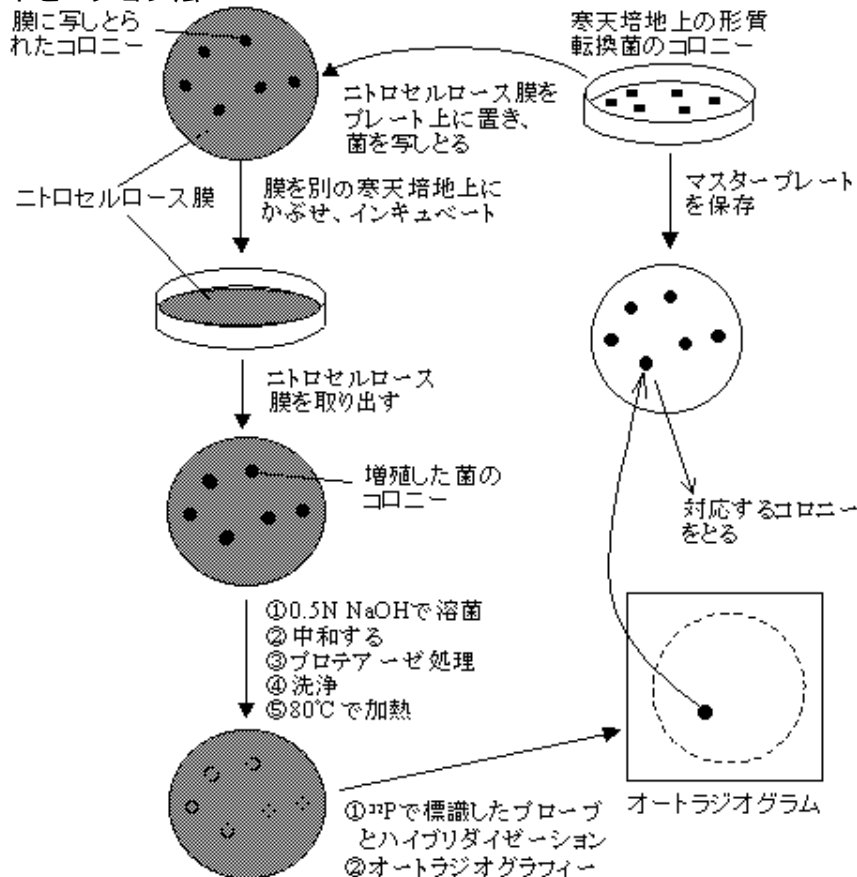 膜に写しとら
れたコロニー
寒天培地上の形質
転換菌のコロニー
ニトロセルロース膜を
プレート上に置き、
菌を写しとる
ニトロセルロース膜
膜を別の寒天培地上に
かぶせ、インキュベート
マスタープレート
を保存
ニトロセルロース
膜を取り出す
増殖した菌の
コロニー
対応するコロニー
をとる
①0.5N NaOHで溶菌
②中和する
③プロテアーゼ処理
④洗浄
⑤80℃で加熱
オートラジオグラム
①³²Pで標識したプローブ
とハイブリダイゼーション
②オートラジオグラフィー